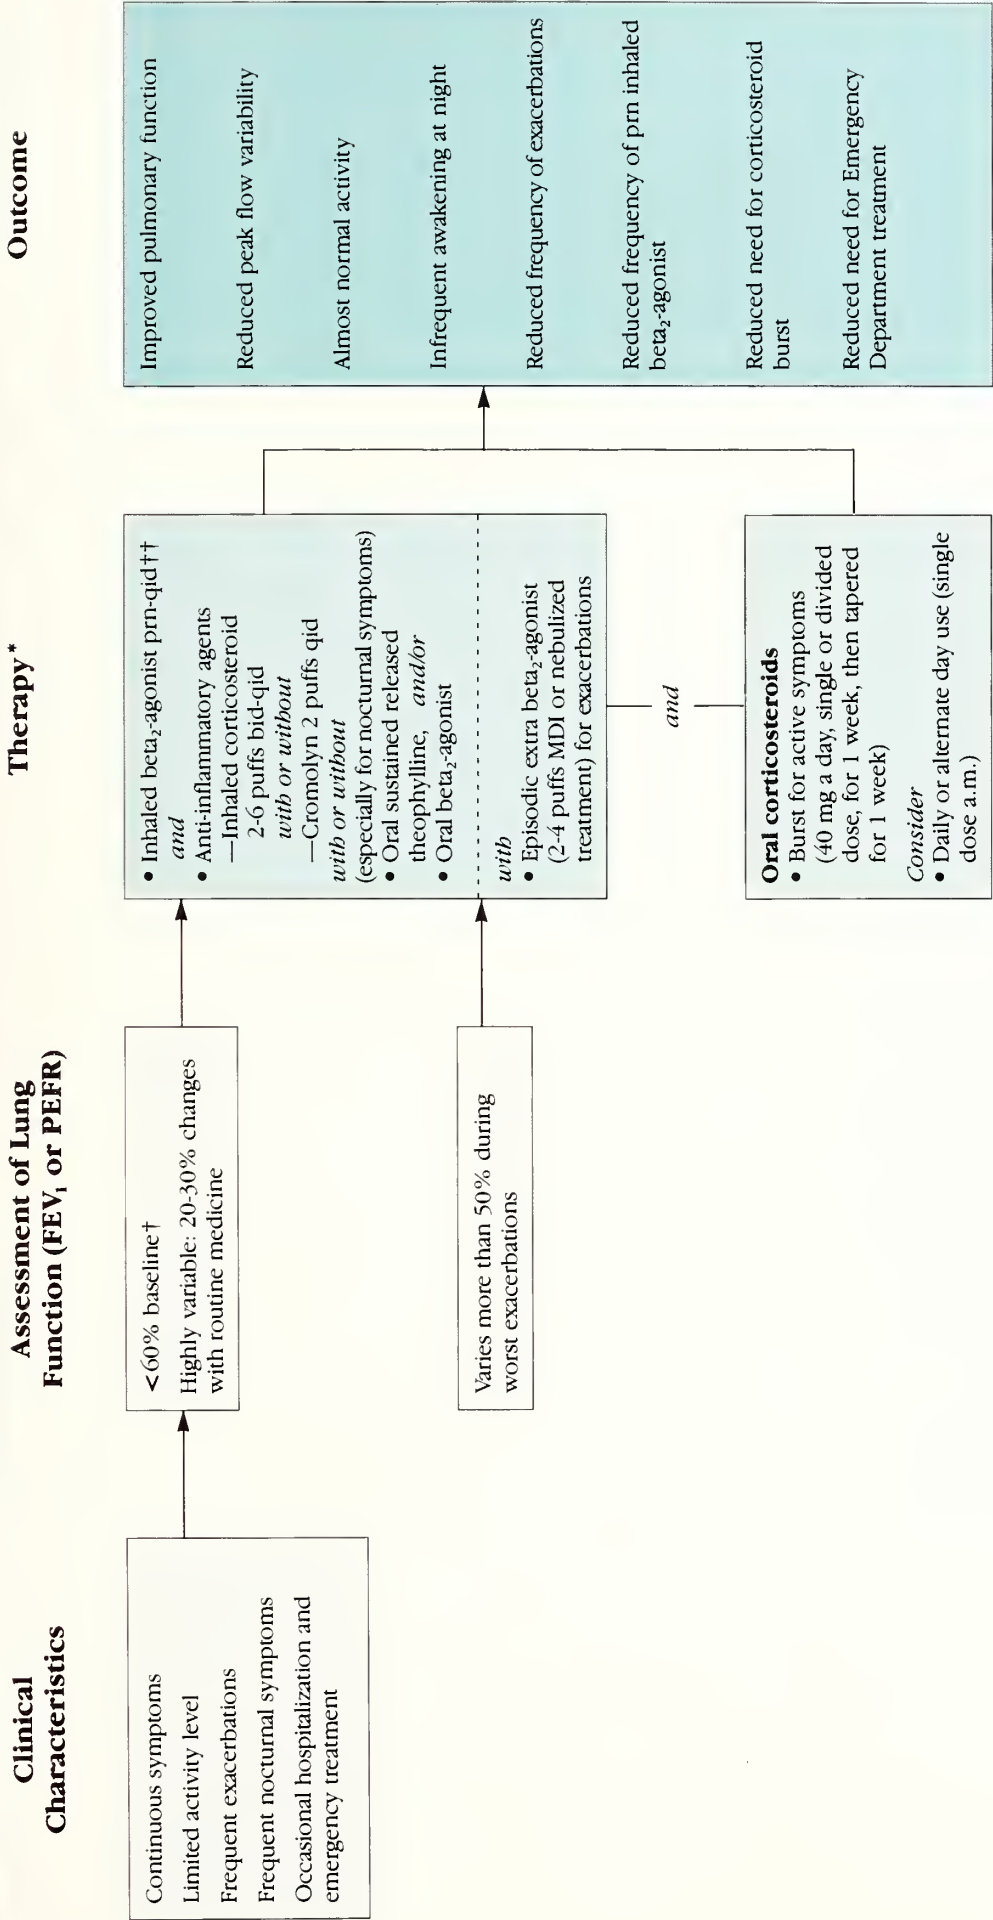 Clinical
Characteristics
Continuous symptoms
Limited activity level
Frequent exacerbations
Frequent nocturnal symptoms
Occasional hospitalization and
emergency treatment
Assessment of Lung
Function (FEV₁ or PEFR)
<60% baseline†
Highly variable: 20-30% changes
with routine medicine
Varies more than 50% during
worst exacerbations
Therapy*
• Inhaled beta₂-agonist prn-qid††
and
• Anti-inflammatory agents
—Inhaled corticosteroid
2-6 puffs bid-qid
with or without
—Cromolyn 2 puffs qid
with or without
(especially for nocturnal symptoms)
• Oral sustained released
theophylline, and/or
• Oral beta₂-agonist
with
• Episodic extra beta₂-agonist
(2-4 puffs MDI or nebulized
treatment) for exacerbations
and
Oral corticosteroids
• Burst for active symptoms
(40 mg a day, single or divided
dose, for 1 week, then tapered
for 1 week)
Consider
• Daily or alternate day use (single
dose a.m.)
Outcome
Improved pulmonary function
Reduced peak flow variability
Almost normal activity
Infrequent awakening at night
Reduced frequency of exacerbations
Reduced frequency of prn inhaled
beta₂-agonist
Reduced need for corticosteroid
burst
Reduced need for Emergency
Department treatment